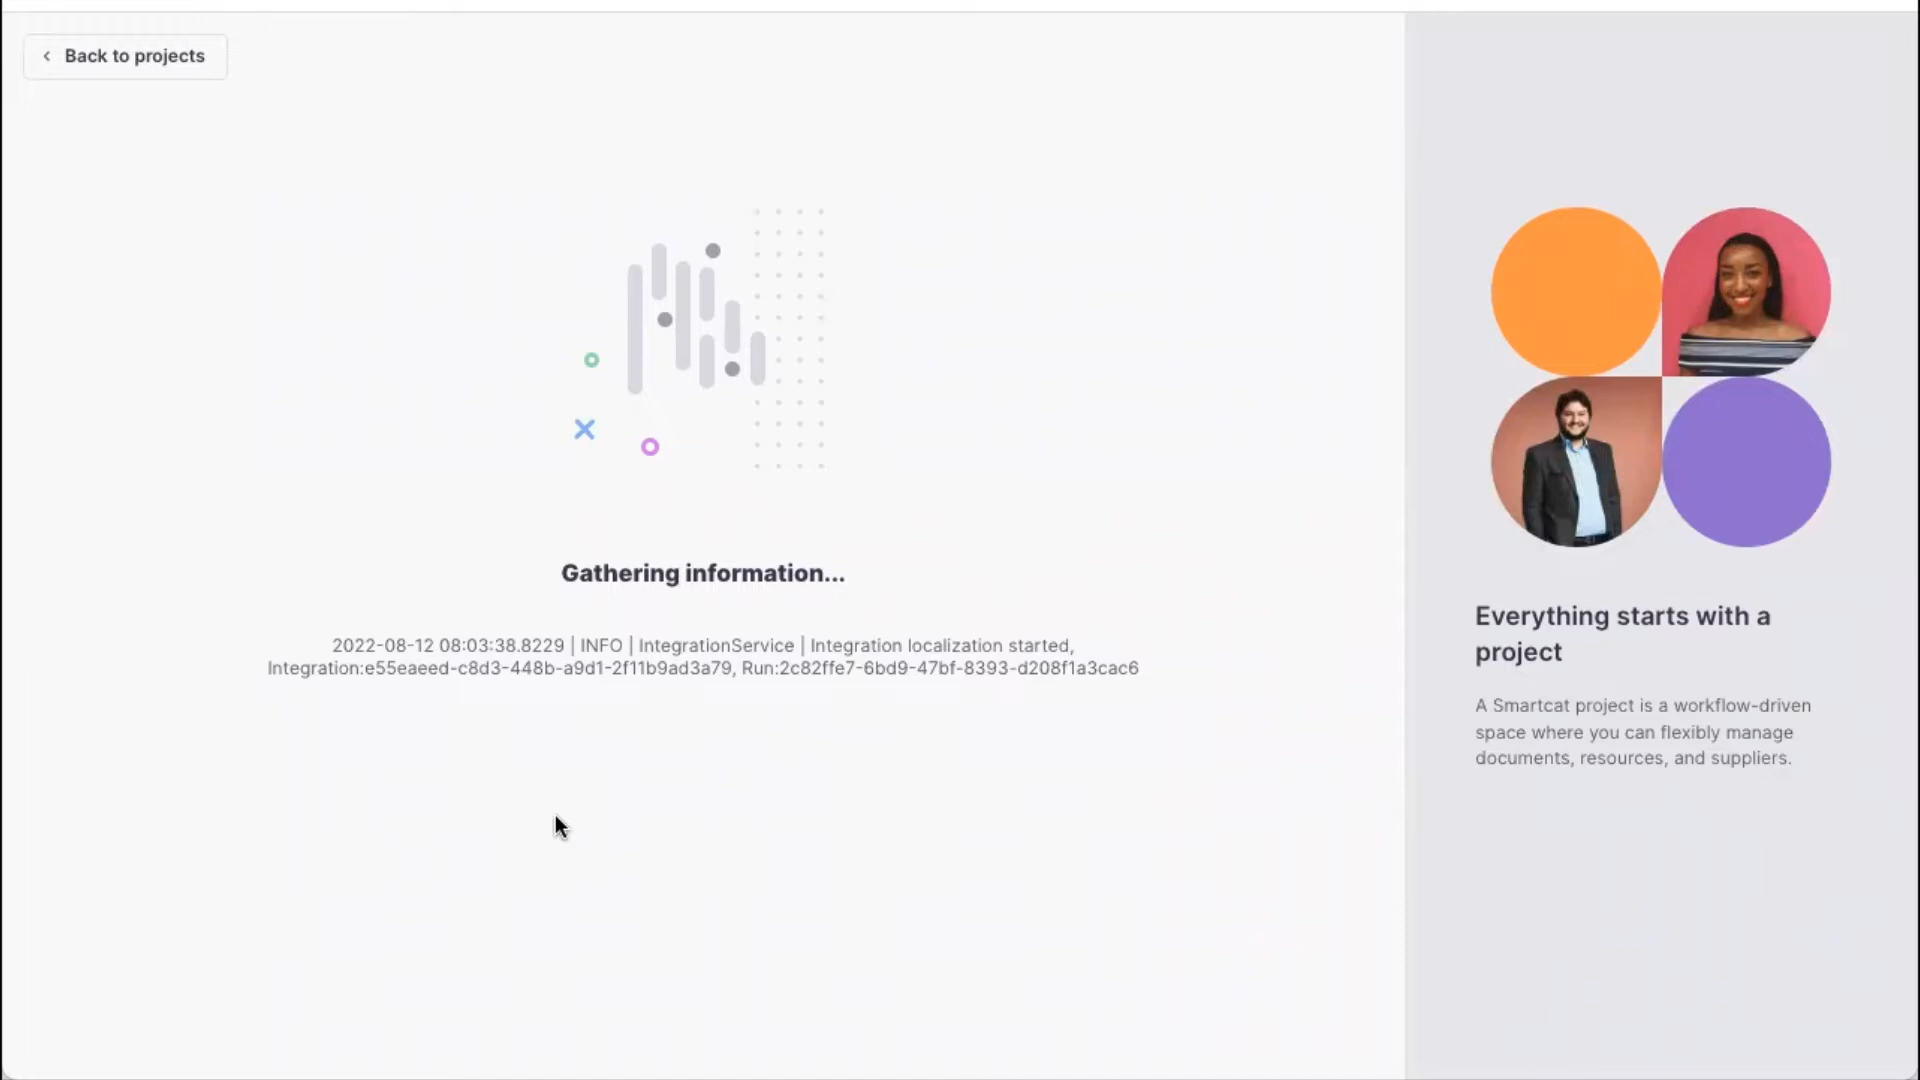 Back to projects
Gathering information...
2022-08-12 08:03:38.8229 | INFO | IntegrationService | Integration localization started,
Integration:e55eaeed-c8d3-448b-a9d1-2f11b9ad3a79, Run:2c82ffe7-6bd9-47bf-8393-d208f1a3cac6
Everything starts with a
project
A Smartcat project is a workflow-driven
space where you can flexibly manage
documents, resources, and suppliers.